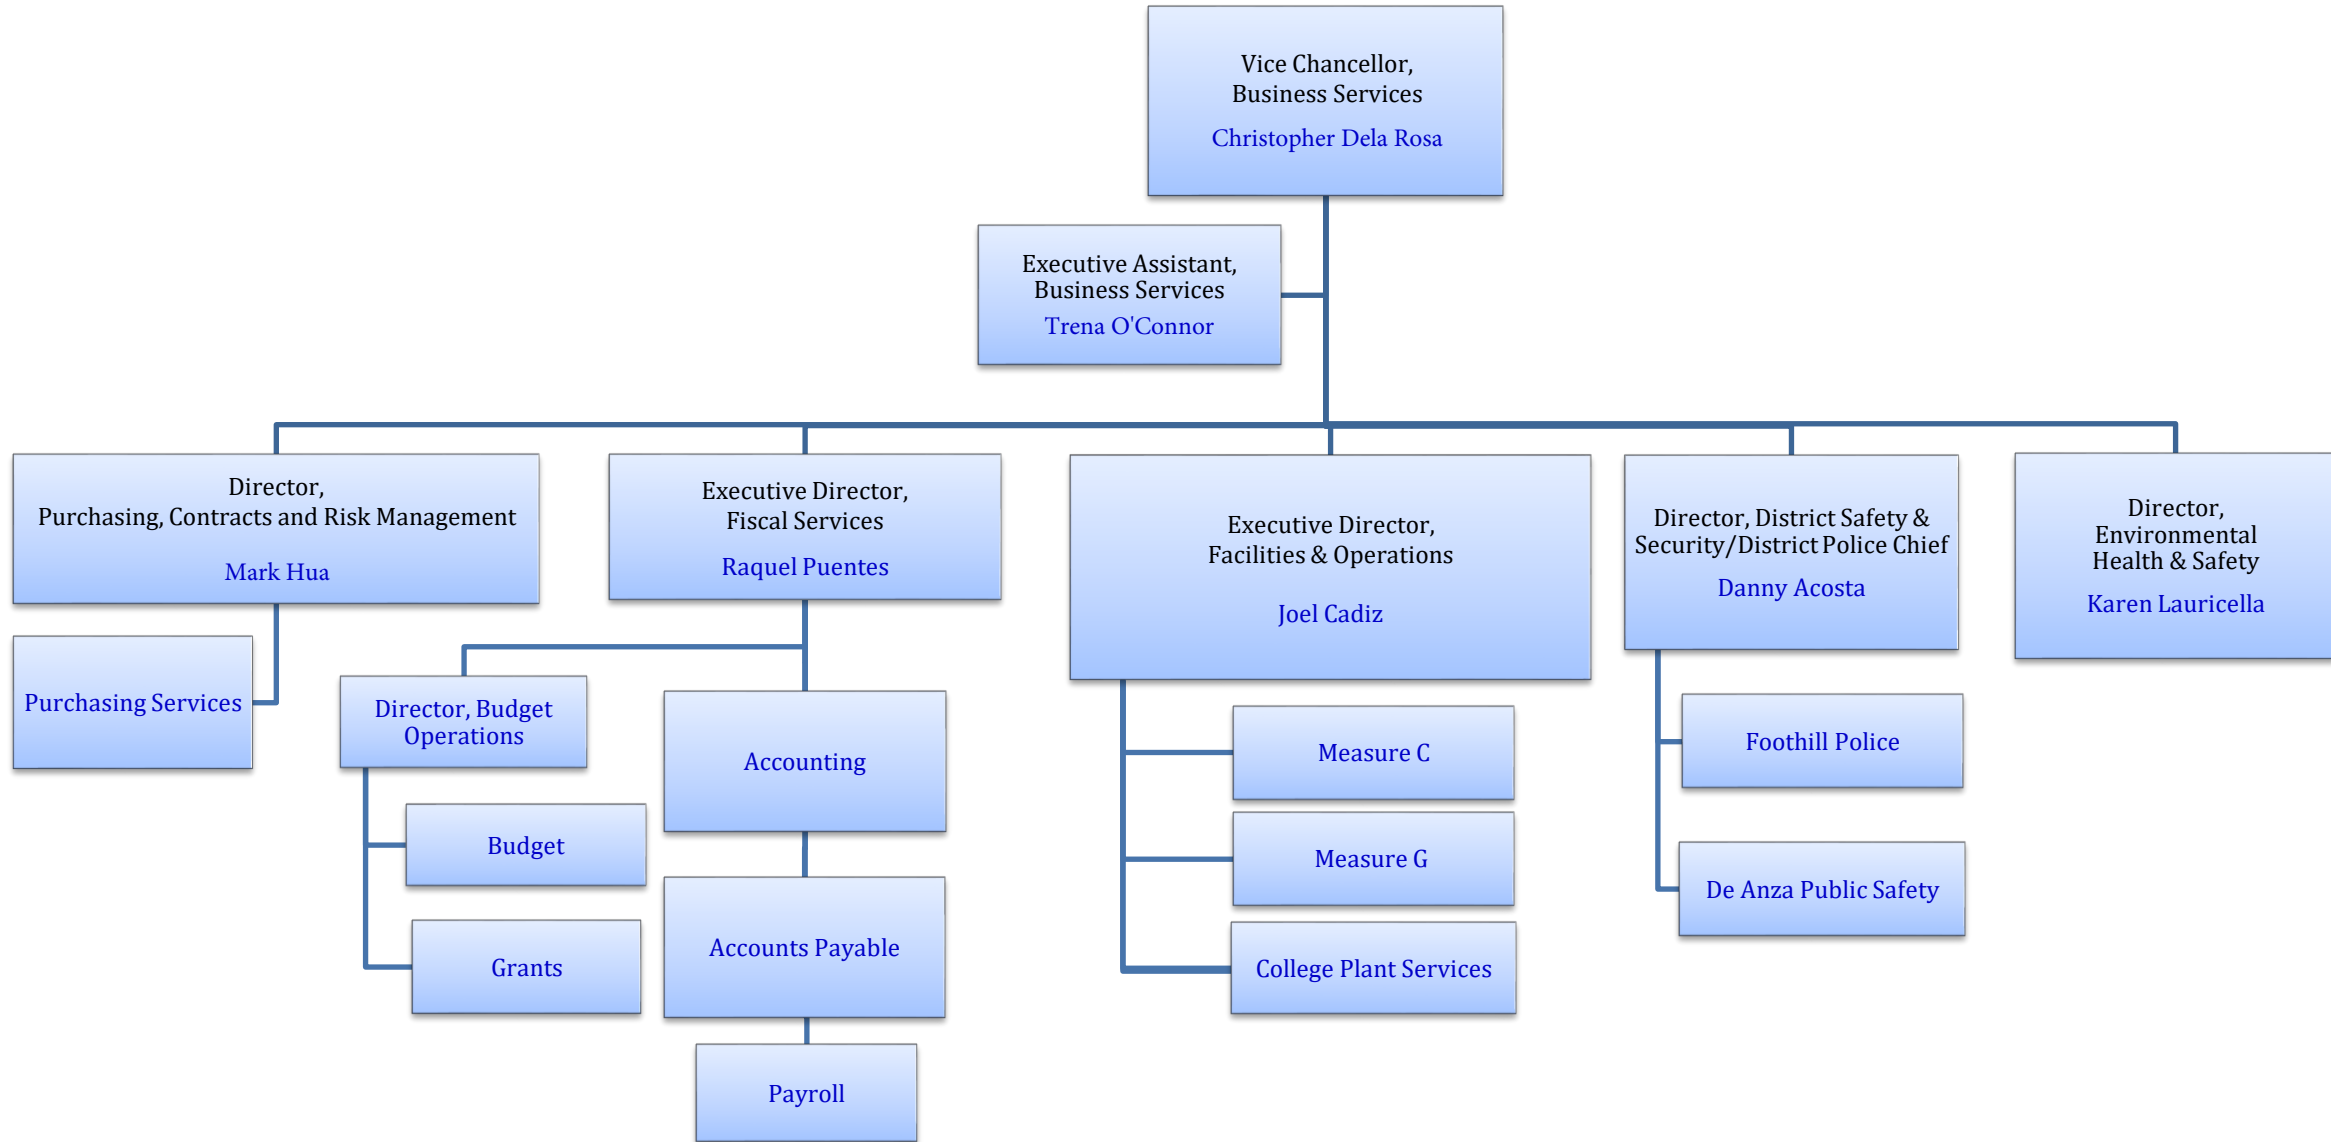 Vice Chancellor,
Business Services
Christopher Dela Rosa
Executive Assistant,
Business Services
Trena O'Connor
Director,
Purchasing, Contracts and Risk Management
Mark Hua
Executive Director,
Fiscal Services
Raquel Puentes
Executive Director,
Facilities & Operations
Joel Cadiz
Director, District Safety &
Security/District Police Chief
Danny Acosta
Director,
Environmental
Health & Safety
Karen Lauricella
Purchasing Services
Director, Budget
Operations
Budget
Grants
Accounting
Accounts Payable
Payroll
Measure C
Measure G
College Plant Services
Foothill Police
De Anza Public Safety